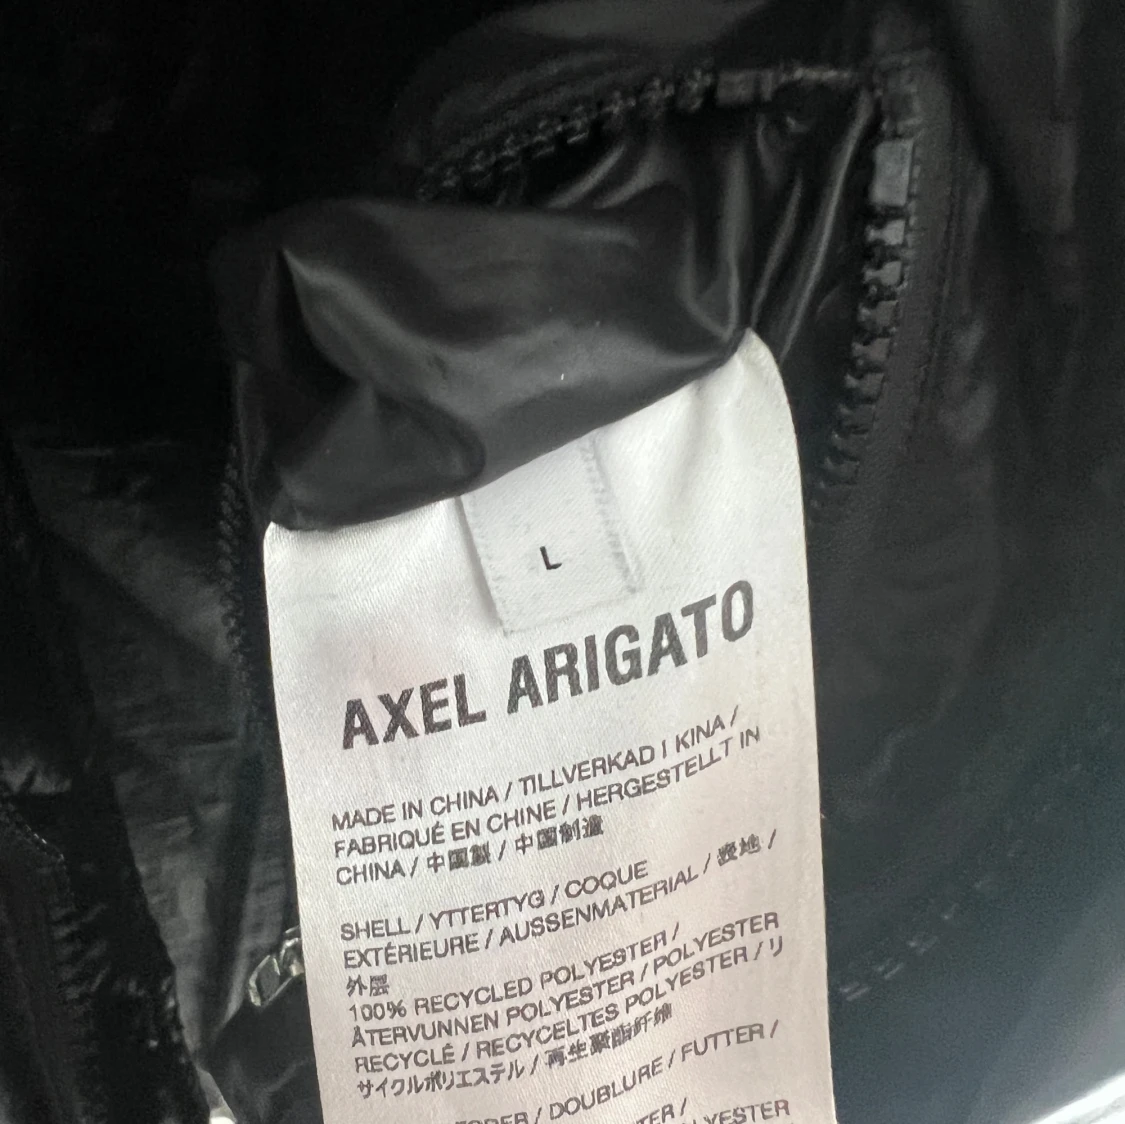 L
AXEL ARIGATO
MADE IN CHINA / TILLVERKAD I KINA /
FABRIQUÉ EN CHINE / HERGESTELLT IN
CHINA / 中国製 / 中国制造
SHELL / YTTERTYG / COQUE
EXTÉRIEURE / AUSSENMATERIAL / 表地 /
外层
100% RECYCLED POLYESTER /
ÅTERVUNNEN POLYESTER / POLYESTER
RECYCLÉ / RECYCELTES POLYESTER / リ
サイクルポリエステル / 再生聚酯纤维
/ DOUBLURE / FUTTER /